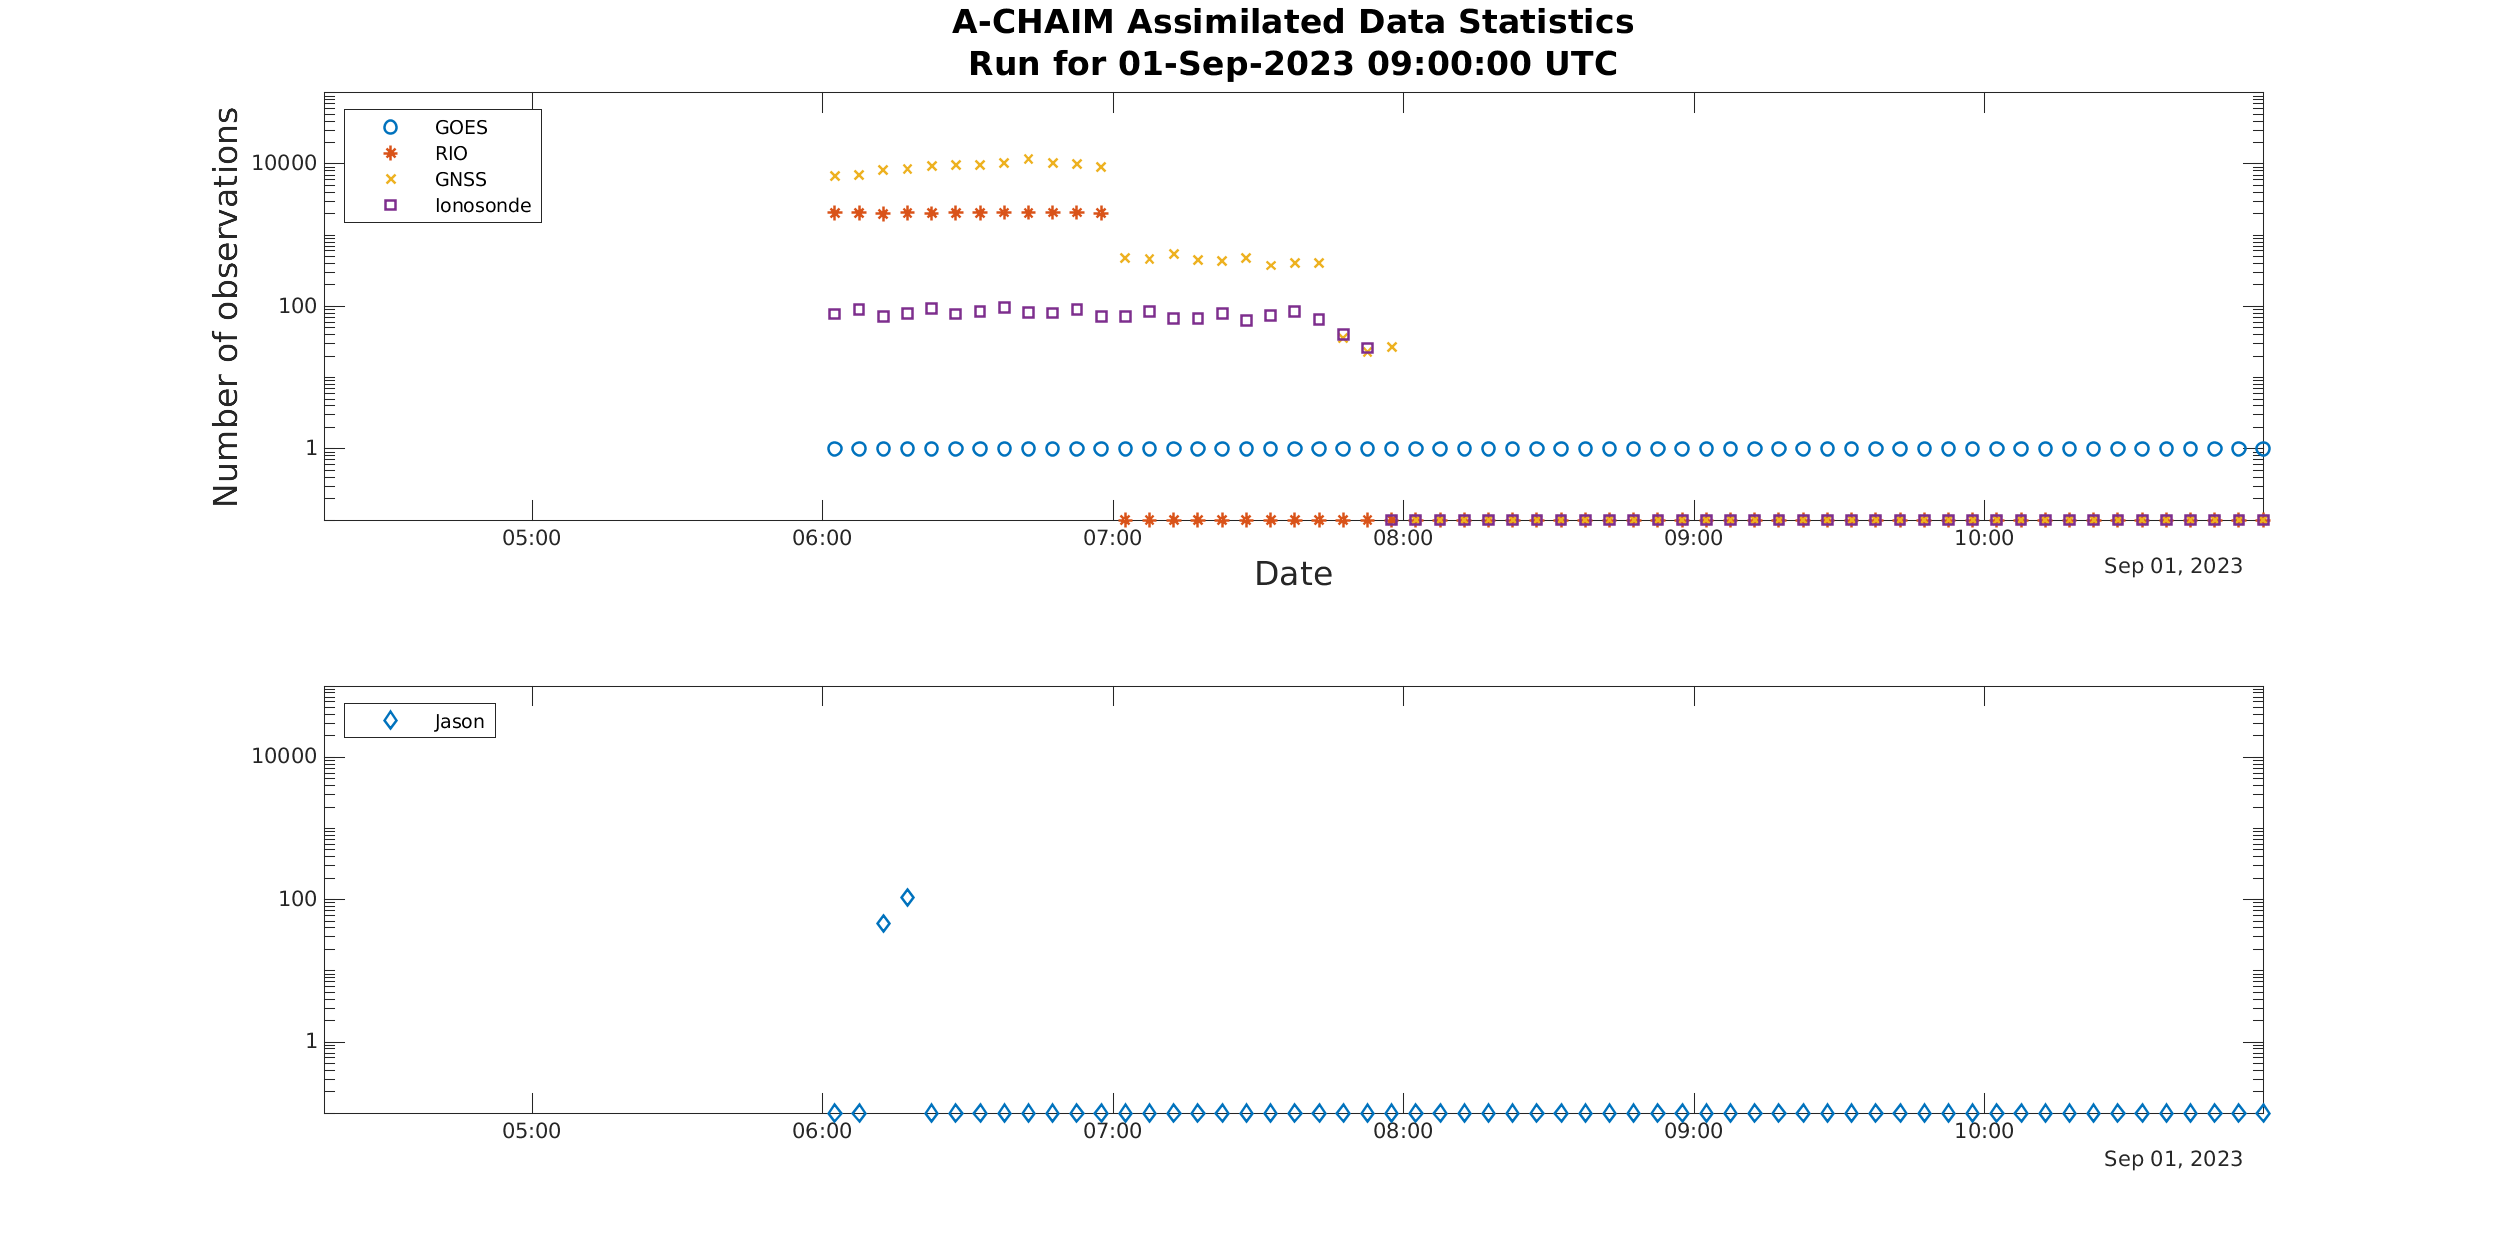 A-CHAIM Assimilated Data Statistics
Run for 01-Sep-2023 09:00:00 UTC
Number of observations
10000
100
1
GOES
RIO
GNSS
Ionosonde
05:00
06:00
07:00
08:00
09:00
10:00
Sep 01, 2023
Date
10000
100
1
Jason
05:00
06:00
07:00
08:00
09:00
10:00
Sep 01, 2023